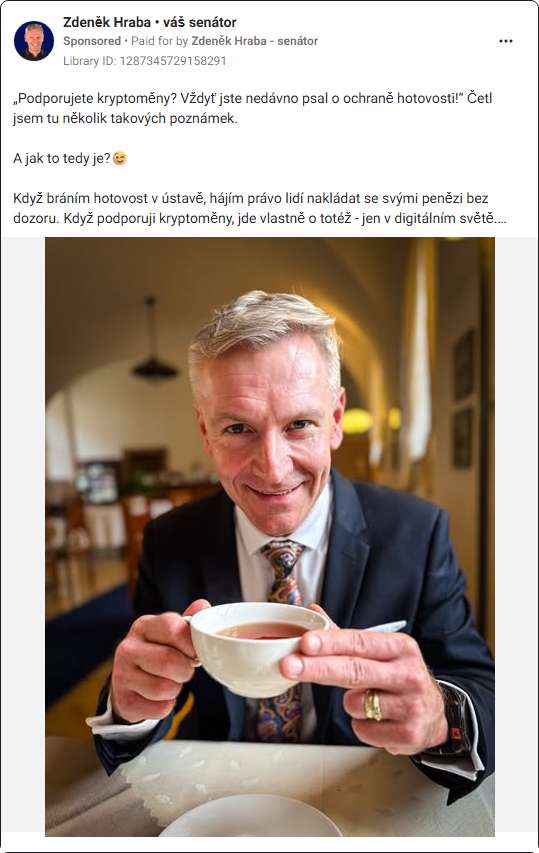 Zdeněk Hraba • váš senátor
Sponsored • Paid for by Zdeněk Hraba - senátor
Library ID: 1287345729158291
„Podporujete kryptoměny? Vždyť jste nedávno psal o ochraně hotovosti!“ Četl
jsem tu několik takových poznámek.
A jak to tedy je?😉
Když bráním hotovost v ústavě, hájím právo lidí nakládat se svými penězi bez
dozoru. Když podporuji kryptoměny, jde vlastně o totéž - jen v digitálním světě.…